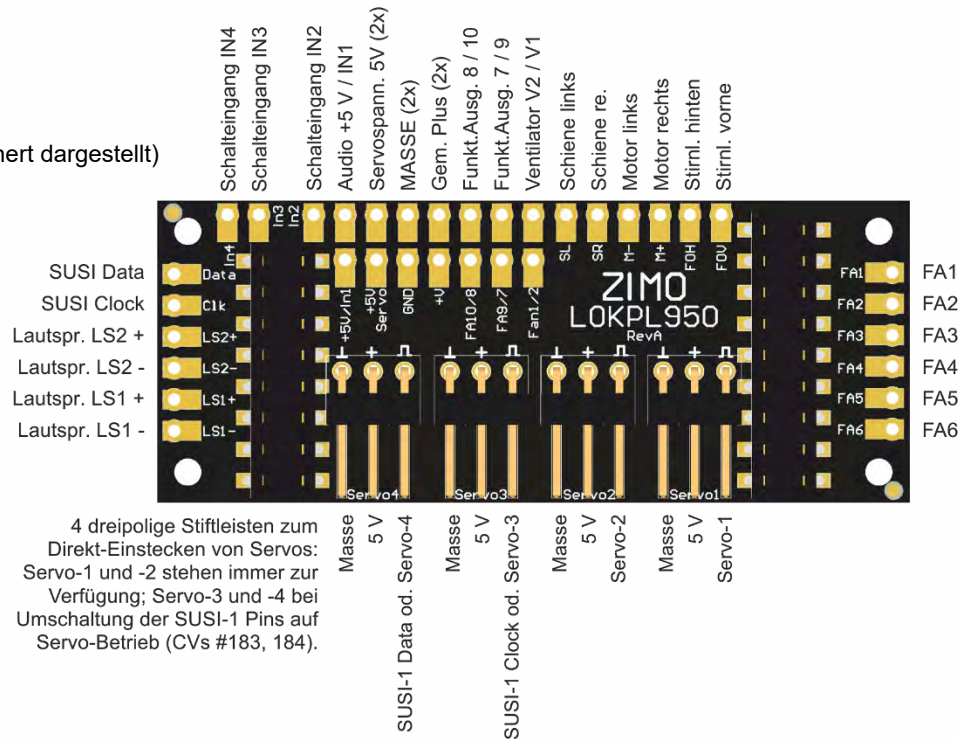 Schalteingang IN4
Schalteingang IN3
Schalteingang IN2
Audio +5 V / IN1
Servospann. 5V (2x)
MASSE (2x)
Gem. Plus (2x)
Funkt.Ausg. 8 / 10
Funkt.Ausg. 7 / 9
Ventilator V2 / V1
Schiene links
Schiene re.
Motor links
Motor rechts
Stirnl. hinten
Stirnl. vorne
nert dargestellt)
In4
In3
In2
SL
SR
M-
M+
FOH
FOV
SUSI Data
SUSI Clock
Lautspr. LS2 +
Lautspr. LS2 -
Lautspr. LS1 +
Lautspr. LS1 -
Data
Clk
LS2+
LS2-
LS1+
LS1-
+5V/In1
+5V
Servo
GND
+V
FA10/8
FA9/7
Fan1/2
ZIMO
LOKPL950
RevA
FA1
FA2
FA3
FA4
FA5
FA6
FA1
FA2
FA3
FA4
FA5
FA6
⊥ + ⊓
⊥ + ⊓
⊥ + ⊓
⊥ + ⊓
Servo4
Servo3
Servo2
Servo1
4 dreipolige Stiftleisten zum
Direkt-Einstecken von Servos:
Servo-1 und -2 stehen immer zur
Verfügung; Servo-3 und -4 bei
Umschaltung der SUSI-1 Pins auf
Servo-Betrieb (CVs #183, 184).
Masse
5 V
SUSI-1 Data od. Servo-4
Masse
5 V
SUSI-1 Clock od. Servo-3
Masse
5 V
Servo-2
Masse
5 V
Servo-1